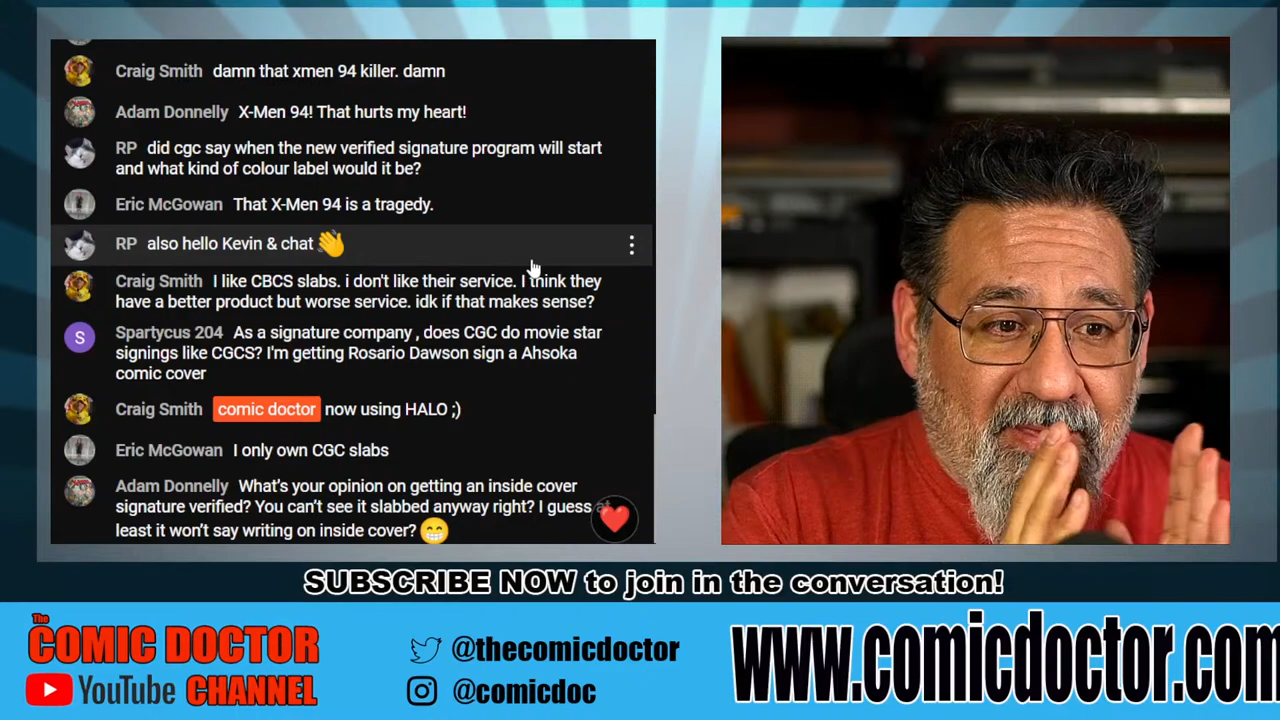 Craig Smith damn that xmen 94 killer. damn
Adam Donnelly X-Men 94! That hurts my heart!
RP did cgc say when the new verified signature program will start
and what kind of colour label would it be?
Eric McGowan That X-Men 94 is a tragedy.
RP also hello Kevin & chat 👋
Craig Smith I like CBCS slabs. i don't like their service. I think they
have a better product but worse service. idk if that makes sense?
S Spartycus 204 As a signature company , does CGC do movie star
signings like CGCS? I'm getting Rosario Dawson sign a Ahsoka
comic cover
Craig Smith comic doctor now using HALO ;)
Eric McGowan I only own CGC slabs
Adam Donnelly What's your opinion on getting an inside cover
signature verified? You can't see it slabbed anyway right? I guess at
least it won't say writing on inside cover? 😁
SUBSCRIBE NOW to join in the conversation!
The
COMIC DOCTOR
YouTube CHANNEL
@thecomicdoctor
@comicdoc
www.comicdoctor.com